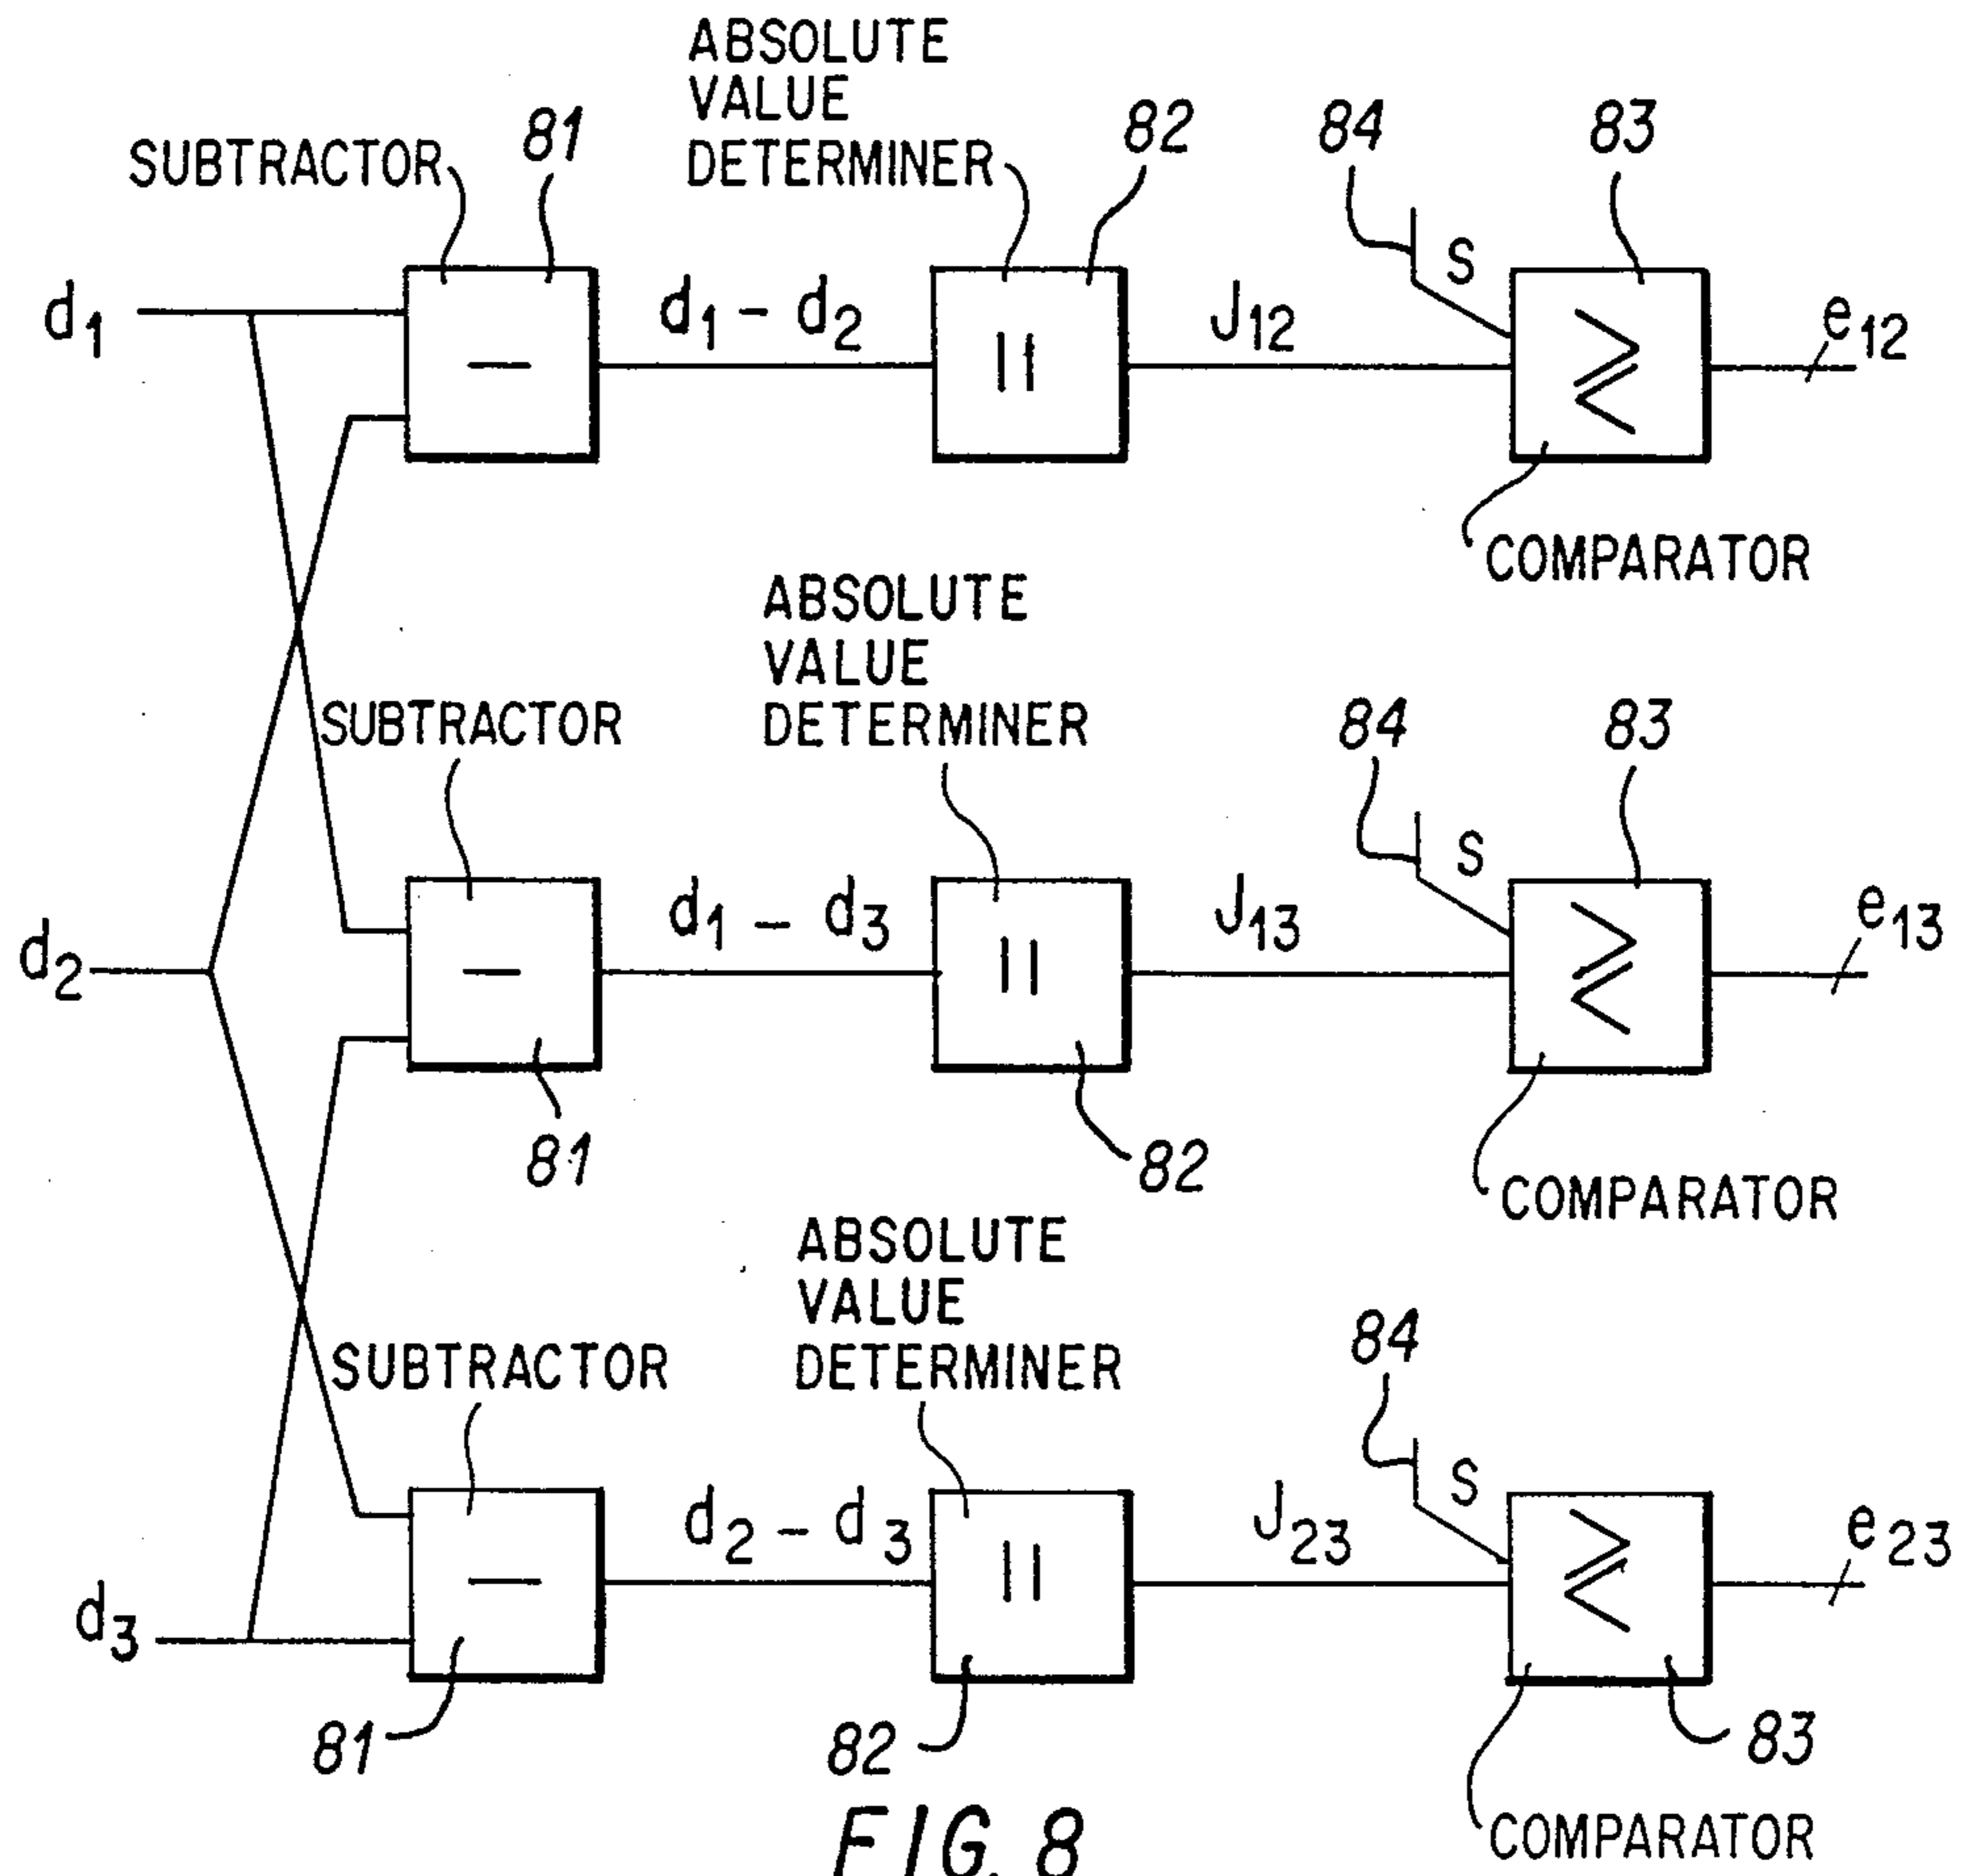 ABSOLUTE
VALUE
DETERMINER
SUBTRACTOR
81
82
84
83
d1
–
d1 – d2
||
J12
S
≷
e12
COMPARATOR
ABSOLUTE
VALUE
DETERMINER
SUBTRACTOR
84
83
d2
–
d1 – d3
||
J13
S
≷
e13
81
82
COMPARATOR
ABSOLUTE
VALUE
DETERMINER
SUBTRACTOR
84
d3
–
d2 – d3
||
J23
S
≷
e23
81
82
83
COMPARATOR
FIG. 8